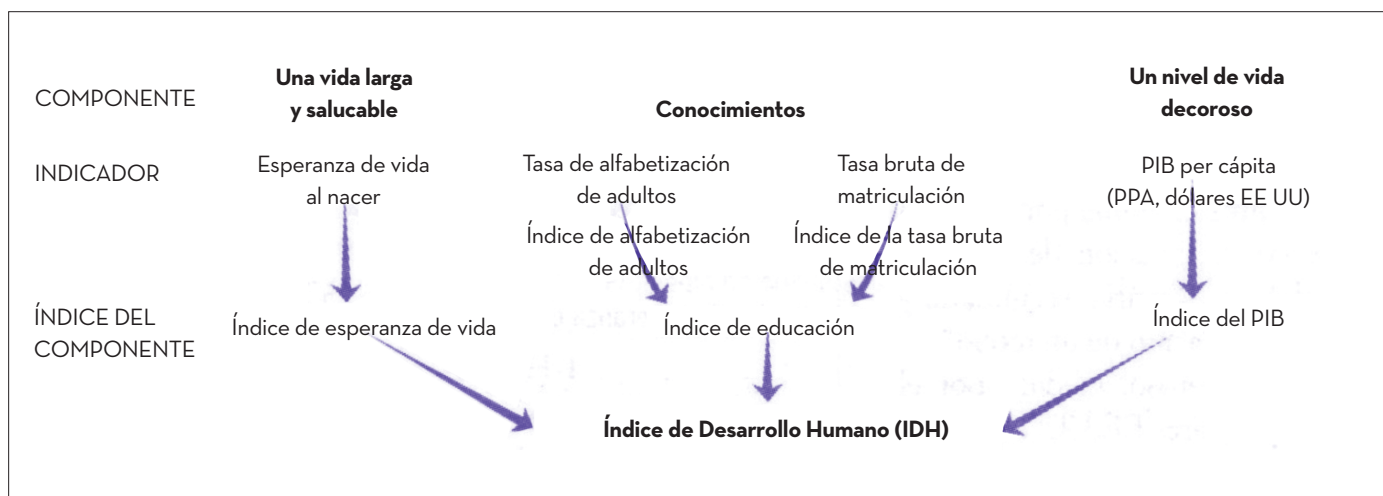 COMPONENTE
Una vida larga
y salucable
Conocimientos
Un nivel de vida
decoroso
INDICADOR
Esperanza de vida
al nacer
Tasa de alfabetización
de adultos
Tasa bruta de
matriculación
PIB per cápita
(PPA, dólares EE UU)
Índice de alfabetización
de adultos
Índice de la tasa bruta
de matriculación
ÍNDICE DEL
COMPONENTE
Índice de esperanza de vida
Índice de educación
Índice del PIB
Índice de Desarrollo Humano (IDH)